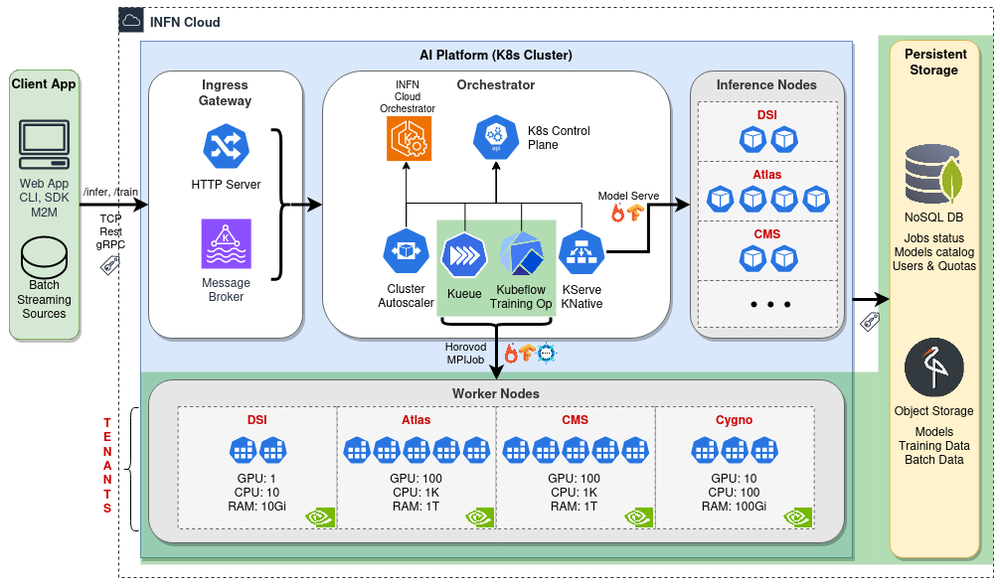 INFN Cloud
AI Platform (K8s Cluster)
Client App
Web App
CLI, SDK
M2M
Batch
Streaming
Sources
/infer, /train
TCP
Rest
gRPC
Ingress
Gateway
HTTP Server
K
Message
Broker
Orchestrator
INFN
Cloud
Orchestrator
api
K8s Control
Plane
Cluster
Autoscaler
Kueue
Kubeflow
Training Op
KServe
KNative
Model Serve
Horovod
MPIJob
Inference Nodes
DSI
Atlas
CMS
• • •
Persistent
Storage
NoSQL DB
Jobs status
Models catalog
Users & Quotas
Object Storage
Models
Training Data
Batch Data
T
E
N
A
N
T
S
Worker Nodes
DSI
GPU: 1
CPU: 10
RAM: 10Gi
Atlas
GPU: 100
CPU: 1K
RAM: 1T
CMS
GPU: 100
CPU: 1K
RAM: 1T
Cygno
GPU: 10
CPU: 100
RAM: 100Gi